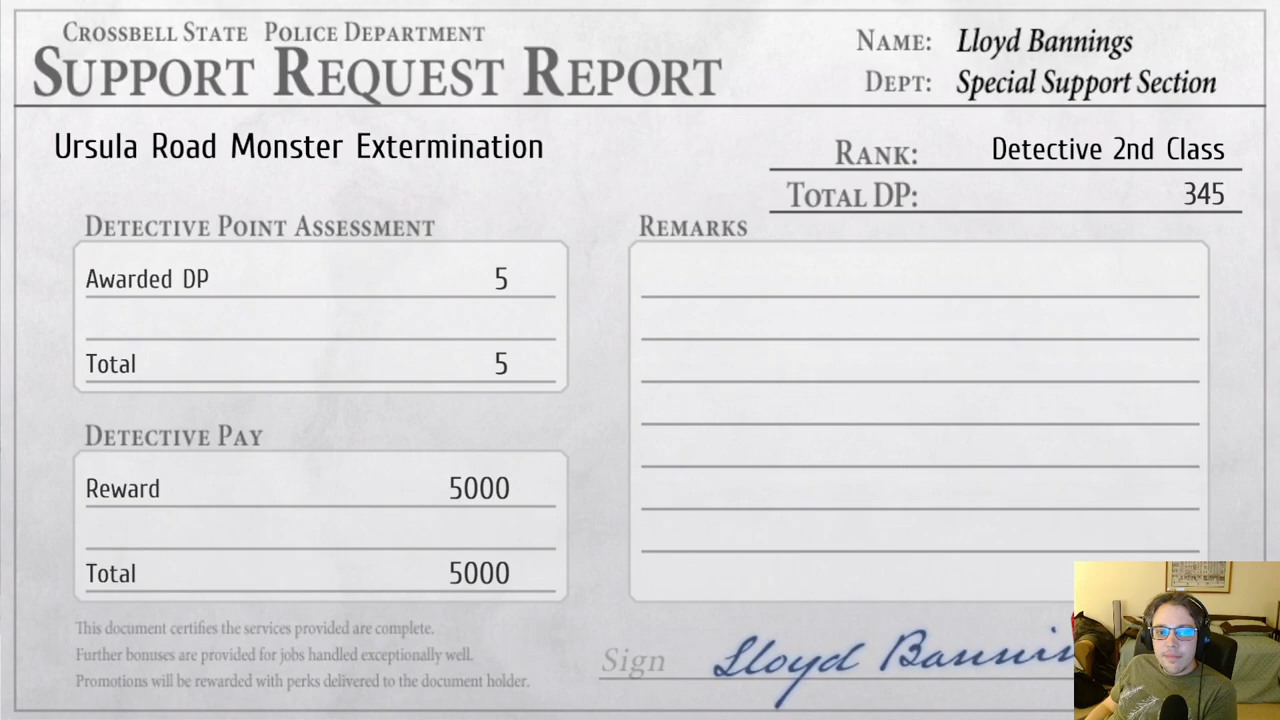 CROSSBELL STATE POLICE DEPARTMENT
SUPPORT REQUEST REPORT
NAME: Lloyd Bannings
DEPT: Special Support Section
Ursula Road Monster Extermination
RANK: Detective 2nd Class
TOTAL DP: 345
DETECTIVE POINT ASSESSMENT
Awarded DP 5
Total 5
DETECTIVE PAY
Reward 5000
Total 5000
REMARKS
This document certifies the services provided are complete.
Further bonuses are provided for jobs handled exceptionally well.
Promotions will be rewarded with perks delivered to the document holder.
Sign Lloyd Bannin